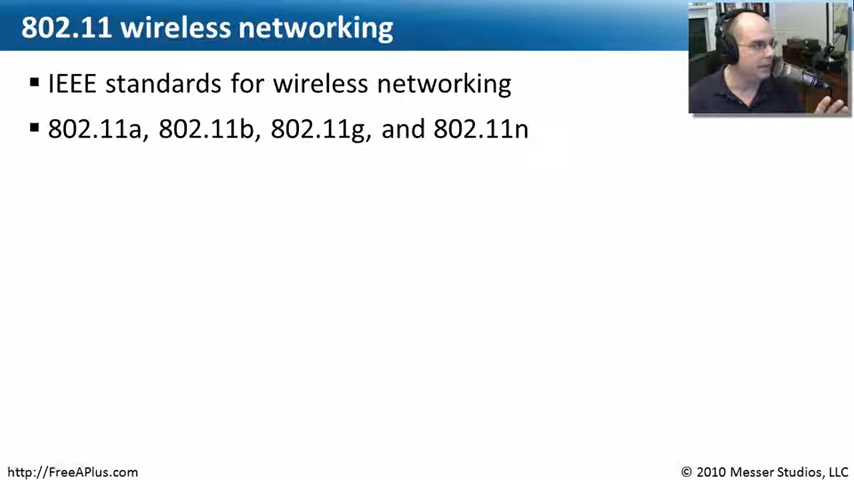 802.11 wireless networking
▪ IEEE standards for wireless networking
▪ 802.11a, 802.11b, 802.11g, and 802.11n
http://FreeAPlus.com
© 2010 Messer Studios, LLC